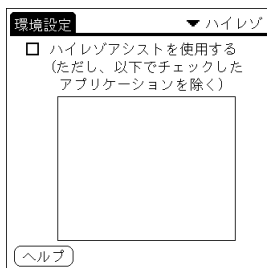 環境設定 ▼ ハイレゾ
ハイレゾアシストを使用する
(ただし、以下でチェックした
アプリケーションを除く)
ヘルプ